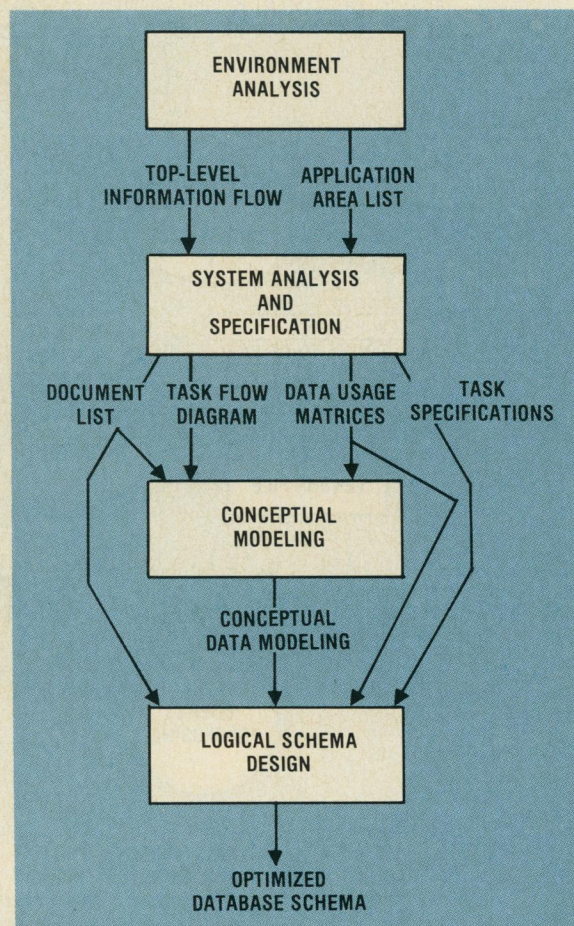 ENVIRONMENT
ANALYSIS
TOP-LEVEL
INFORMATION FLOW
APPLICATION
AREA LIST
SYSTEM ANALYSIS
AND
SPECIFICATION
DOCUMENT
LIST
TASK FLOW
DIAGRAM
DATA USAGE
MATRICES
TASK
SPECIFICATIONS
CONCEPTUAL
MODELING
CONCEPTUAL
DATA MODELING
LOGICAL SCHEMA
DESIGN
OPTIMIZED
DATABASE SCHEMA